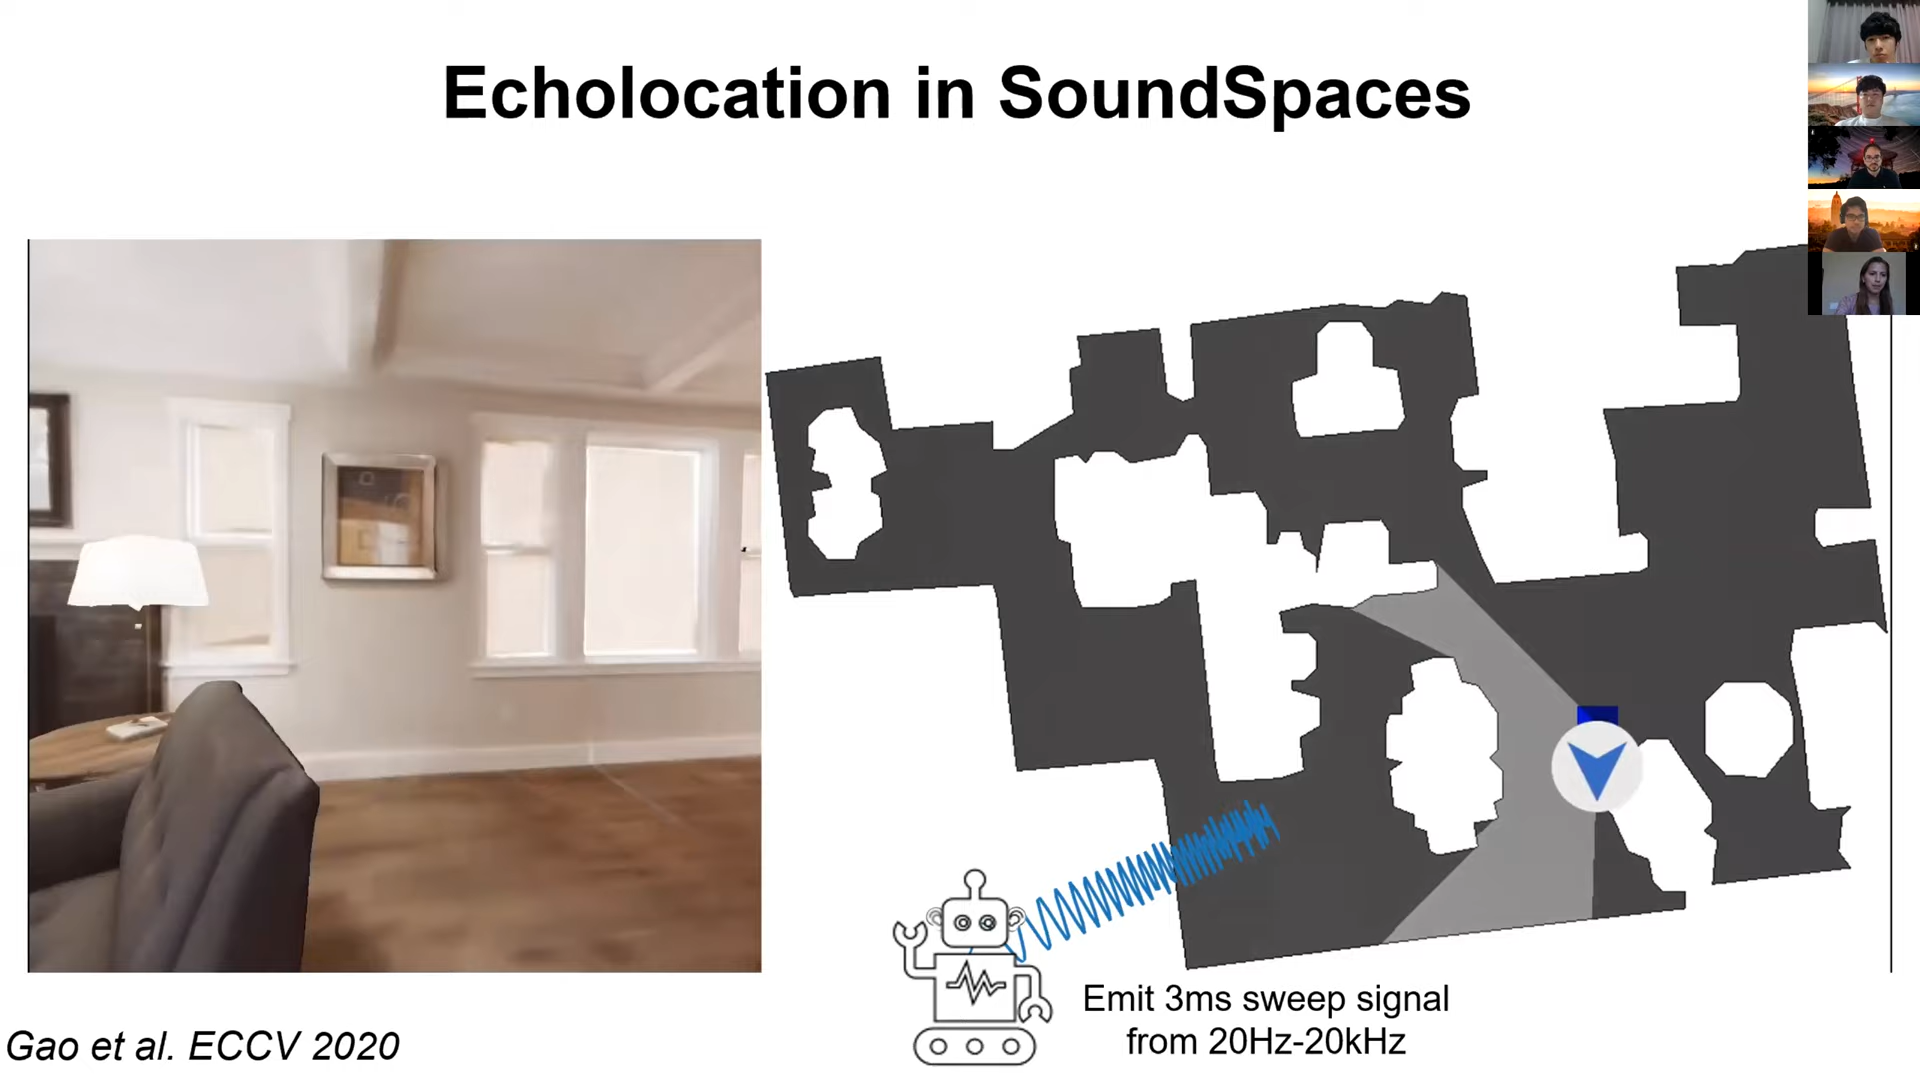 Echolocation in SoundSpaces
Emit 3ms sweep signal
from 20Hz-20kHz
Gao et al. ECCV 2020